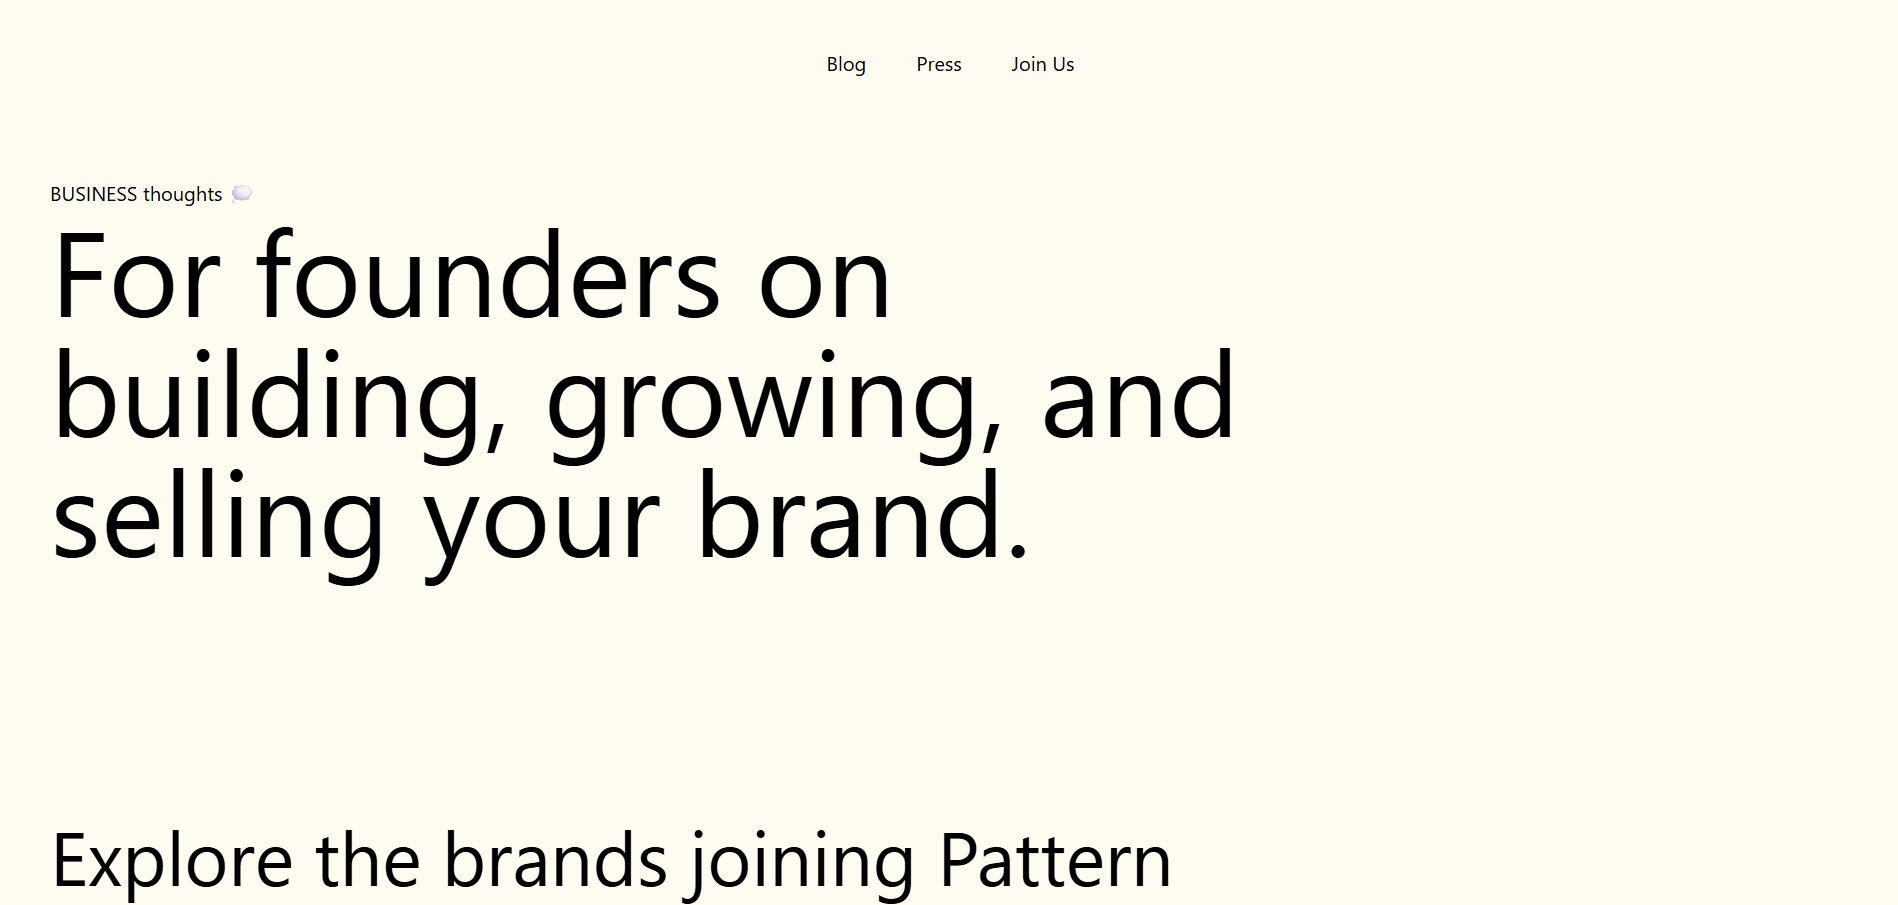 Blog Press Join Us
BUSINESS thoughts 💭
For founders on
building, growing, and
selling your brand.
Explore the brands joining Pattern